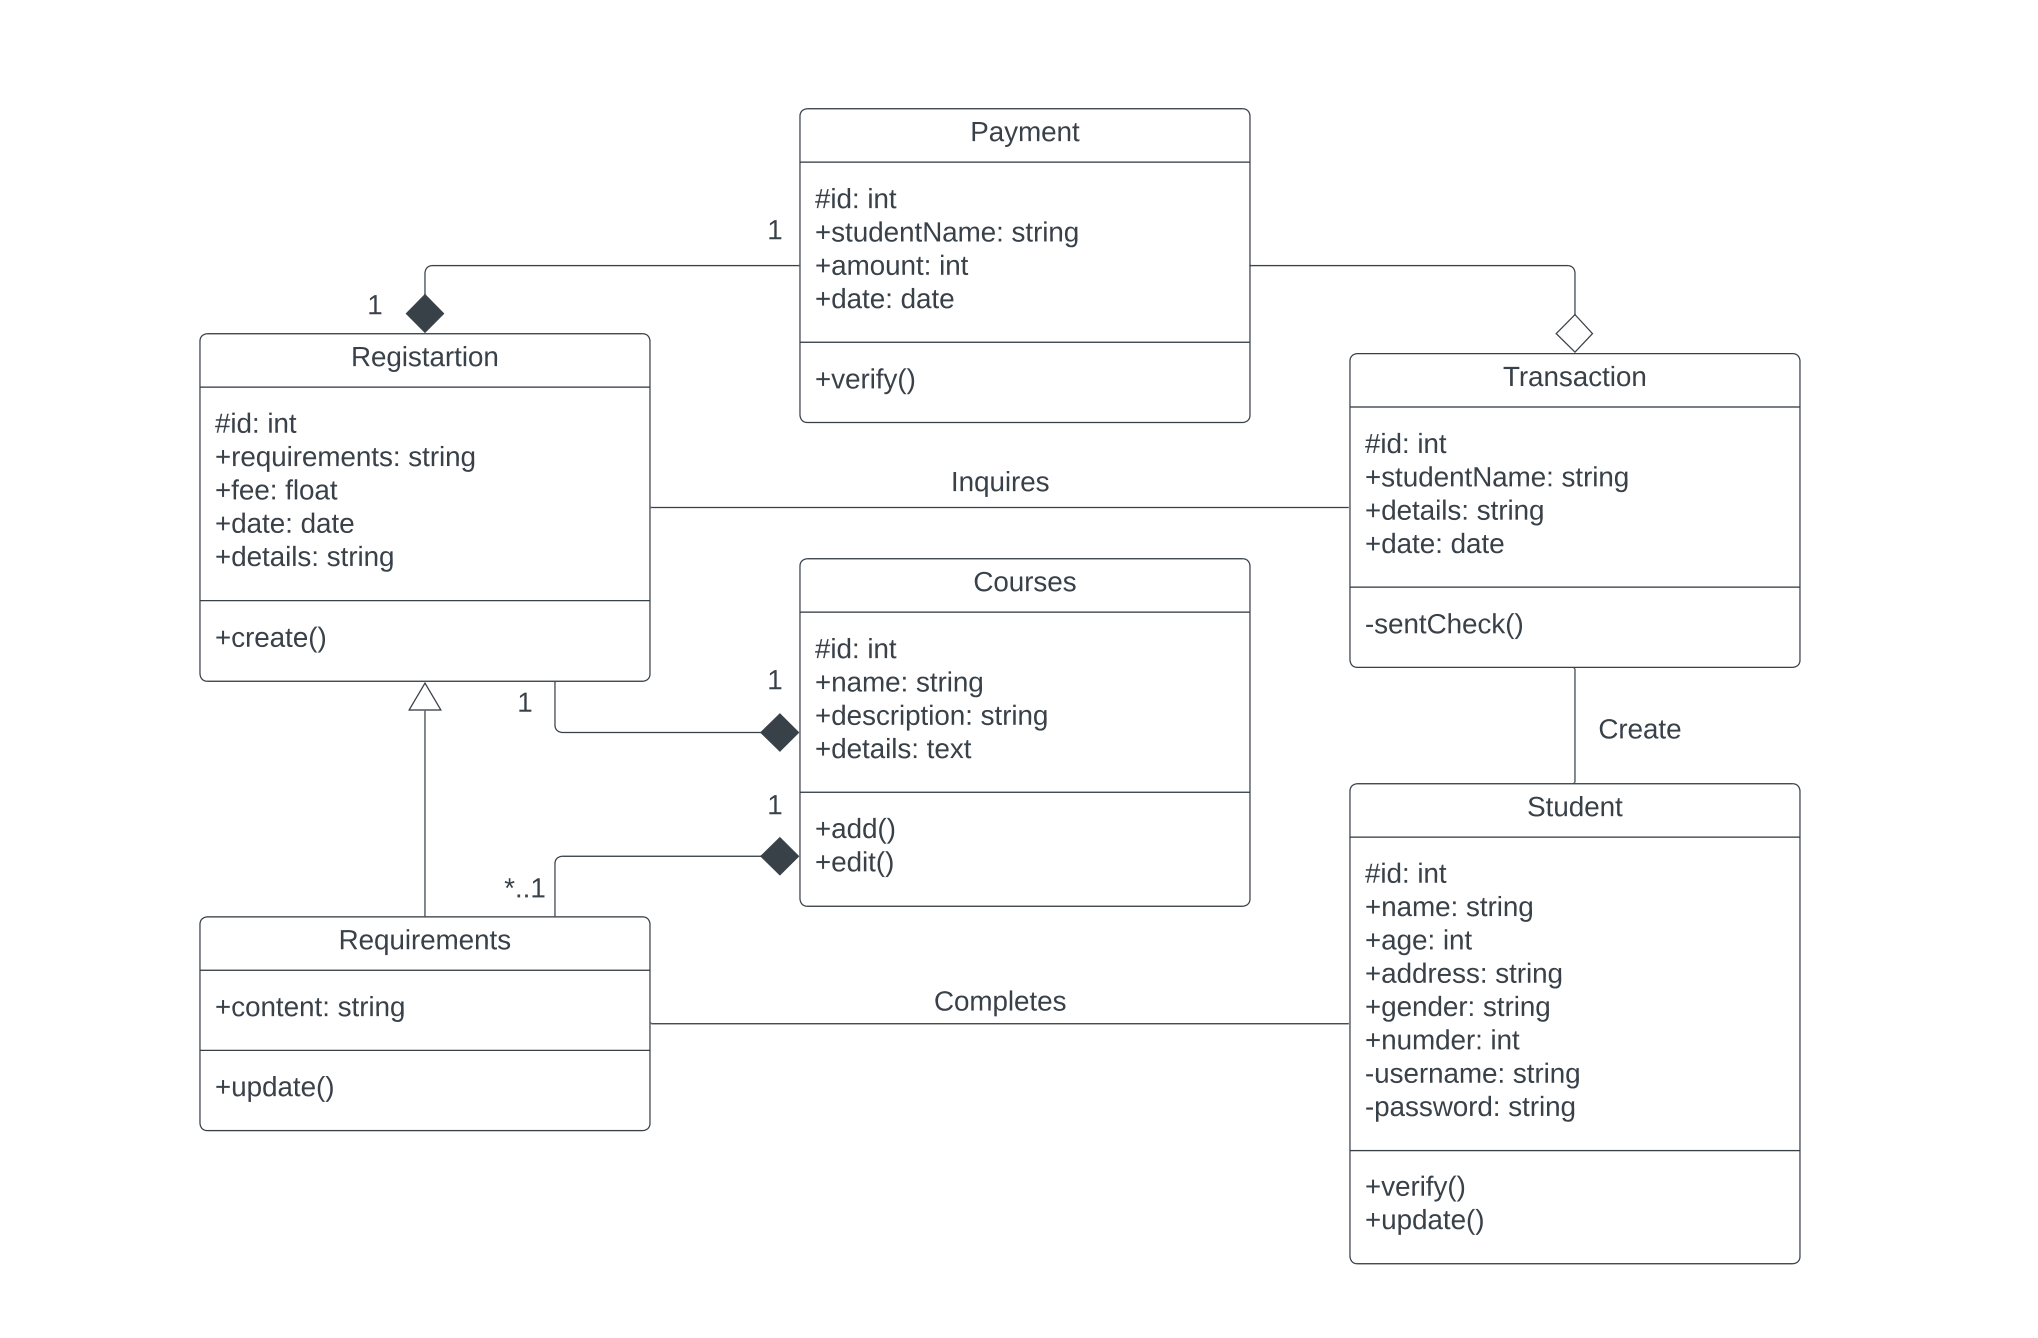 Payment
#id: int
+studentName: string
+amount: int
+date: date
+verify()
1
1
Registartion
#id: int
+requirements: string
+fee: float
+date: date
+details: string
+create()
Inquires
Transaction
#id: int
+studentName: string
+details: string
+date: date
-sentCheck()
Courses
#id: int
+name: string
+description: string
+details: text
+add()
+edit()
1
1
1
*..1
Create
Requirements
+content: string
+update()
Completes
Student
#id: int
+name: string
+age: int
+address: string
+gender: string
+numder: int
-username: string
-password: string
+verify()
+update()